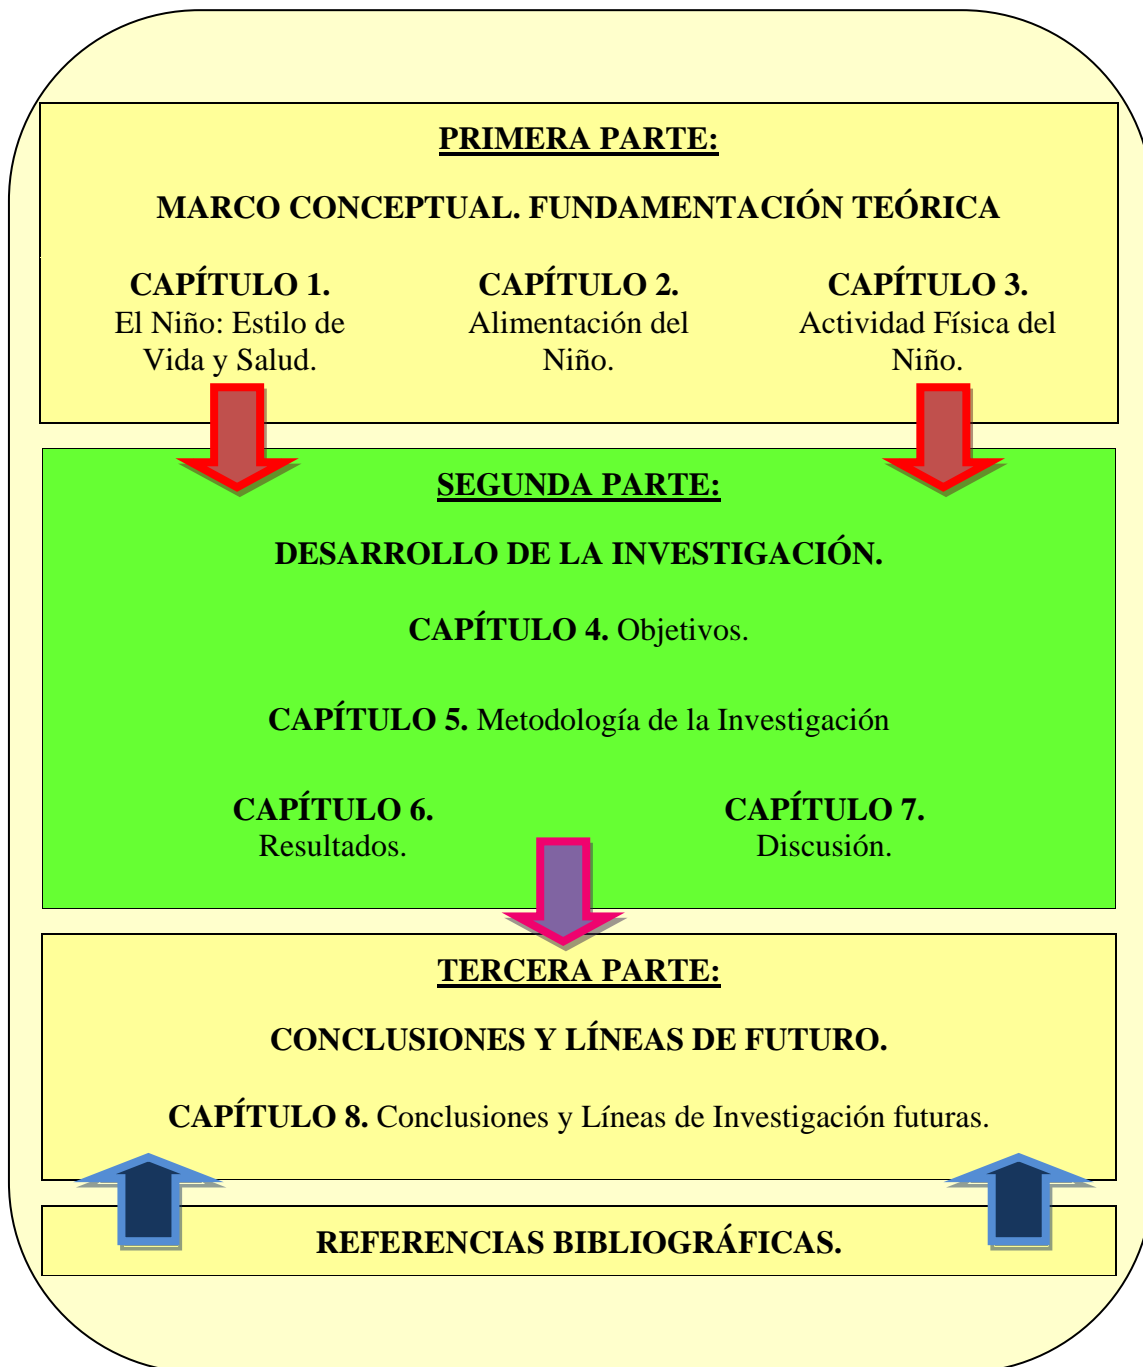 PRIMERA PARTE:
MARCO CONCEPTUAL. FUNDAMENTACIÓN TEÓRICA
CAPÍTULO 1.
El Niño: Estilo de
Vida y Salud.
CAPÍTULO 2.
Alimentación del
Niño.
CAPÍTULO 3.
Actividad Física del
Niño.
SEGUNDA PARTE:
DESARROLLO DE LA INVESTIGACIÓN.
CAPÍTULO 4. Objetivos.
CAPÍTULO 5. Metodología de la Investigación
CAPÍTULO 6.
Resultados.
CAPÍTULO 7.
Discusión.
TERCERA PARTE:
CONCLUSIONES Y LÍNEAS DE FUTURO.
CAPÍTULO 8. Conclusiones y Líneas de Investigación futuras.
REFERENCIAS BIBLIOGRÁFICAS.